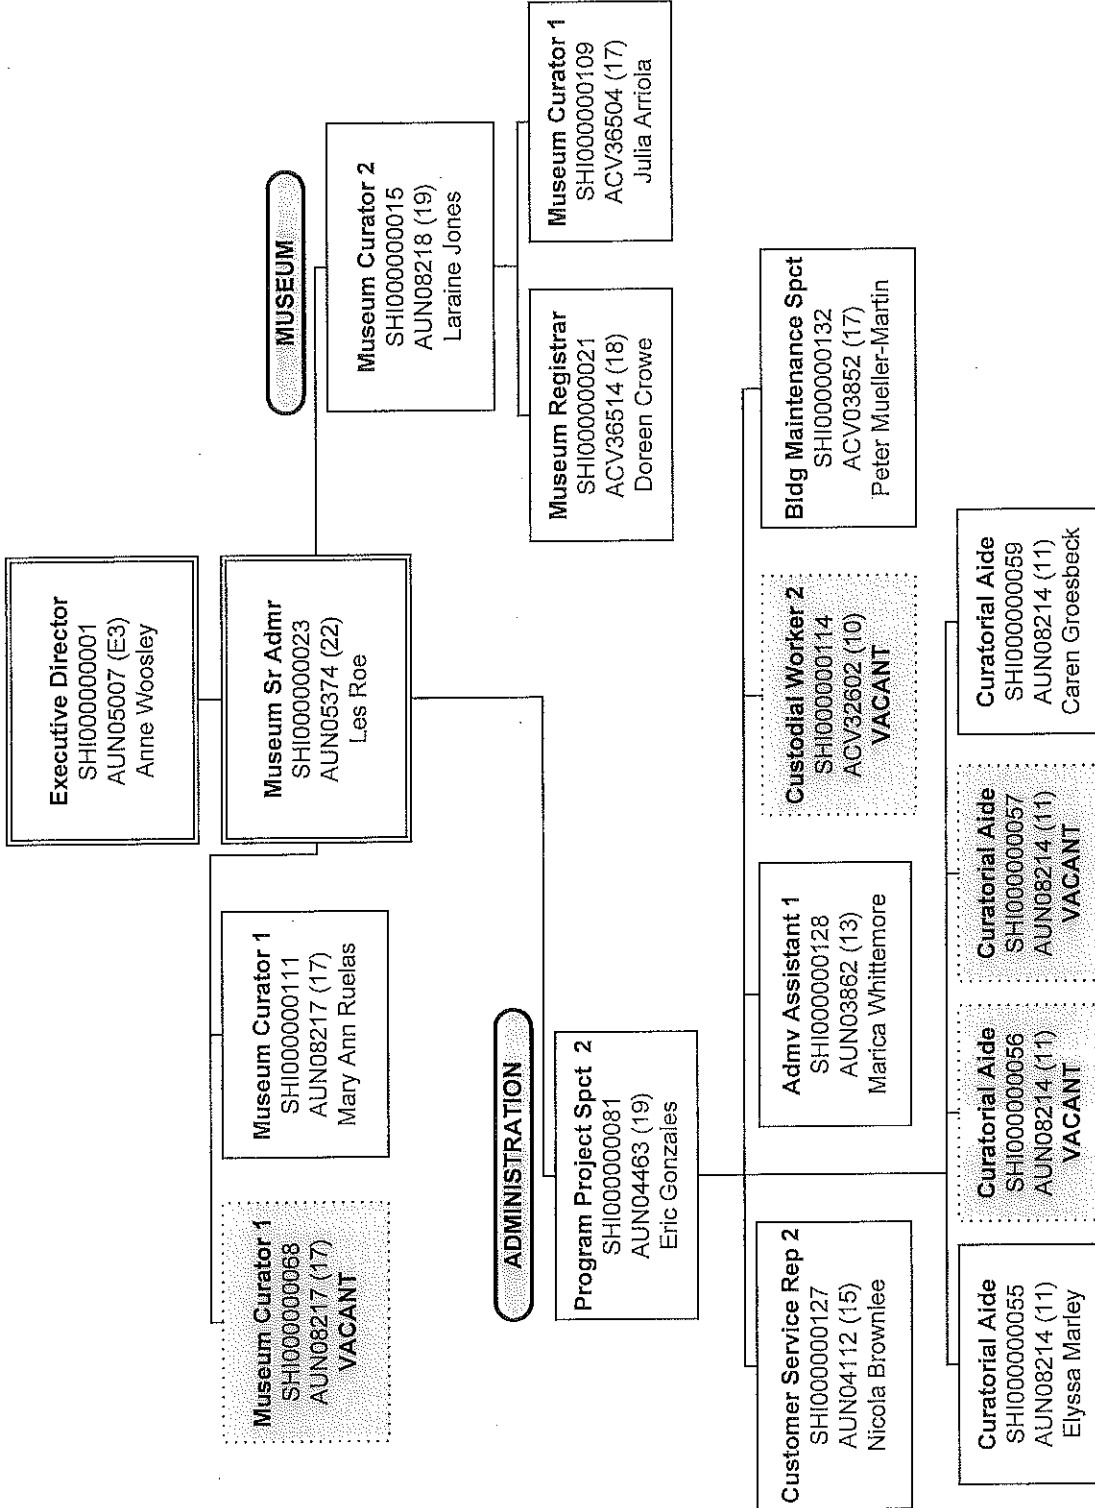 Executive Director
SHI000000001
AUN05007 (E3)
Anne Woosley
Museum Sr Admr
SHI000000023
AUN05374 (22)
Les Roe
Museum Curator 1
SHI000000068
AUN08217 (17)
VACANT
Museum Curator 1
SHI000000111
AUN08217 (17)
Mary Ann Ruelas
MUSEUM
Museum Curator 2
SHI000000015
AUN08218 (19)
Laraine Jones
Museum Registrar
SHI000000021
ACV36514 (18)
Doreen Crowe
Museum Curator 1
SHI000000109
ACV36504 (17)
Julia Arriola
ADMINISTRATION
Program Project Spct 2
SHI000000081
AUN04463 (19)
Eric Gonzales
Customer Service Rep 2
SHI000000127
AUN04112 (15)
Nicola Brownlee
Admv Assistant 1
SHI000000128
AUN03862 (13)
Marica Whittemore
Custodial Worker 2
SHI000000114
ACV32602 (10)
VACANT
Bldg Maintenance Spct
SHI000000132
ACV03852 (17)
Peter Mueller-Martin
Curatorial Aide
SHI000000055
AUN08214 (11)
Elyssa Marley
Curatorial Aide
SHI000000056
AUN08214 (11)
VACANT
Curatorial Aide
SHI000000057
AUN08214 (11)
VACANT
Curatorial Aide
SHI000000059
AUN08214 (11)
Caren Groesbeck